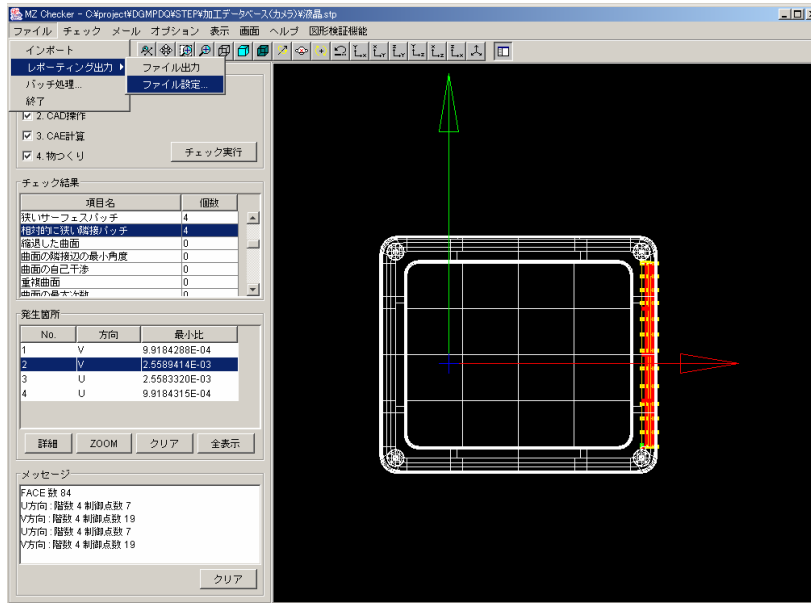 MZ Checker - C:¥project¥DGMPDQ¥STEP¥加工データベース(カメラ)¥液晶.stp
ファイル チェック メール オプション 表示 画面 ヘルプ 図形検証機能
インポート
レポーティング出力
バッチ処理...
終了
ファイル出力
ファイル設定...
2. CAD操作
3. CAE計算
4. 物つくり
チェック実行
チェック結果
項目名 個数
狭いサーフェスパッチ 4
相対的に狭い隣接パッチ 4
縮退した曲面 0
曲面の隣接辺の最小角度 0
曲面の自己干渉 0
重複曲面 0
曲面の最大次数 0
発生箇所
No. 方向 最小比
1 V 9.9184288E-04
2 V 2.5589414E-03
3 U 2.5583320E-03
4 U 9.9184315E-04
詳細 ZOOM クリア 全表示
メッセージ
FACE 数 84
U方向 : 階数 4 制御点数 7
V方向 : 階数 4 制御点数 19
U方向 : 階数 4 制御点数 7
V方向 : 階数 4 制御点数 19
クリア